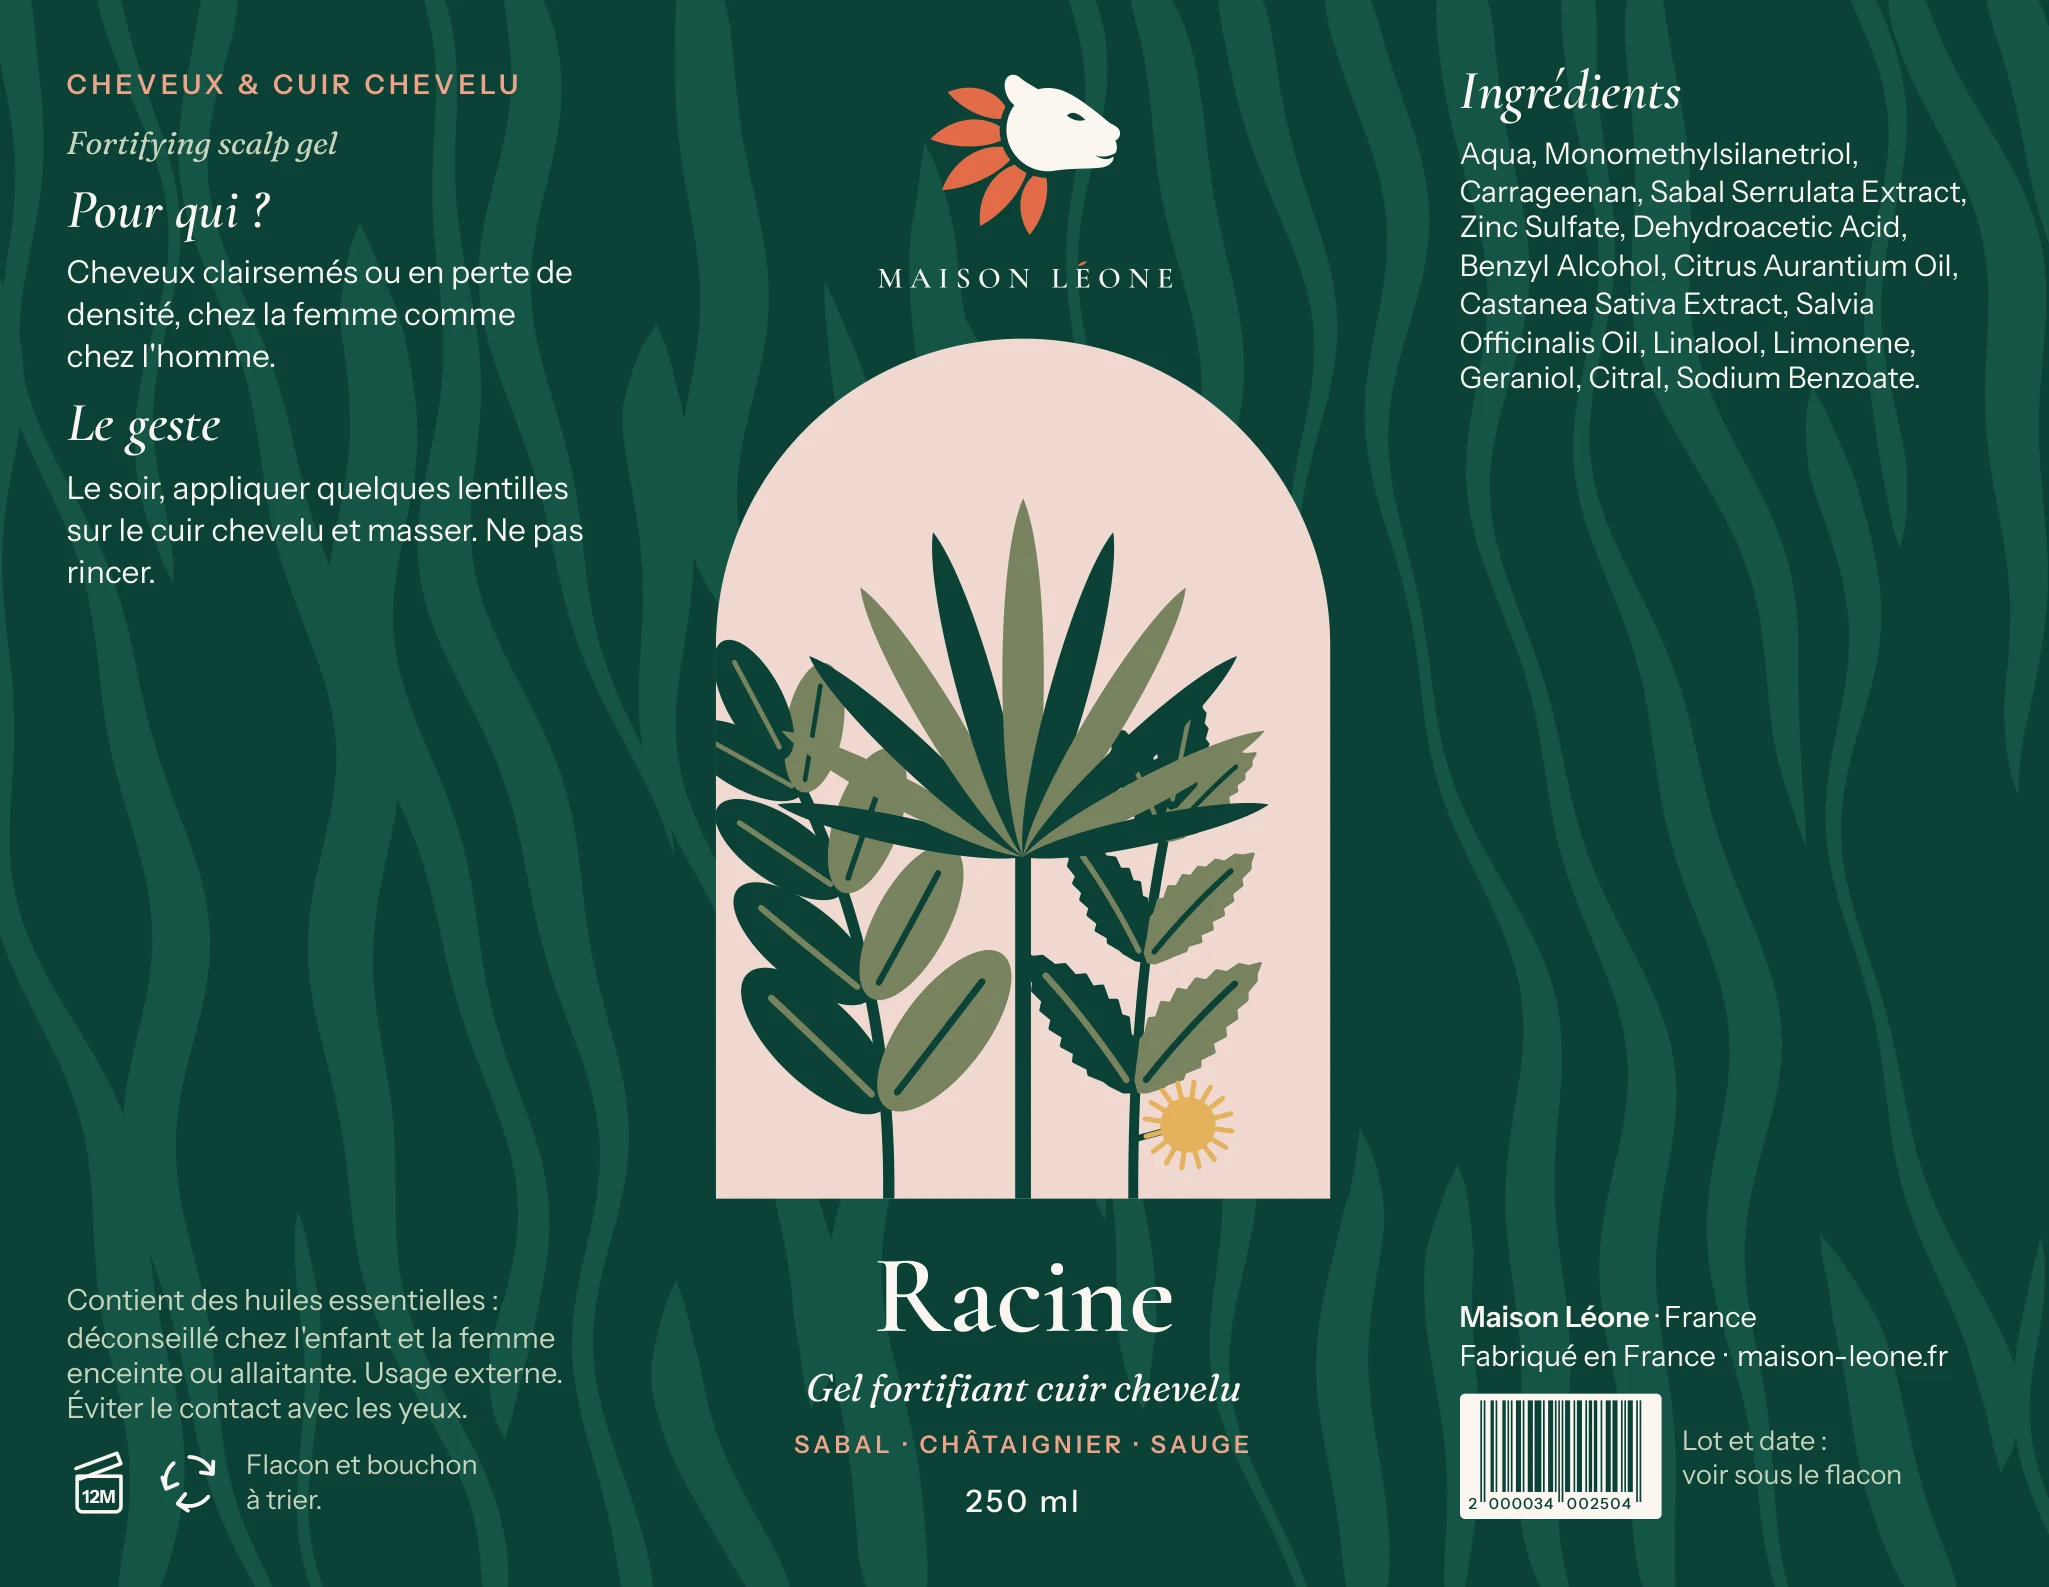 CHEVEUX & CUIR CHEVELU
Fortifying scalp gel
Pour qui ?
Cheveux clairsemés ou en perte de
densité, chez la femme comme
chez l'homme.
Le geste
Le soir, appliquer quelques lentilles
sur le cuir chevelu et masser. Ne pas
rincer.
Contient des huiles essentielles :
déconseillé chez l'enfant et la femme
enceinte ou allaitante. Usage externe.
Éviter le contact avec les yeux.
12M
Flacon et bouchon
à trier.
MAISON LÉONE
Racine
Gel fortifiant cuir chevelu
SABAL · CHÂTAIGNIER · SAUGE
250 ml
Ingrédients
Aqua, Monomethylsilanetriol,
Carrageenan, Sabal Serrulata Extract,
Zinc Sulfate, Dehydroacetic Acid,
Benzyl Alcohol, Citrus Aurantium Oil,
Castanea Sativa Extract, Salvia
Officinalis Oil, Linalool, Limonene,
Geraniol, Citral, Sodium Benzoate.
Maison Léone · France
Fabriqué en France · maison-leone.fr
2 000034 002504
Lot et date :
voir sous le flacon